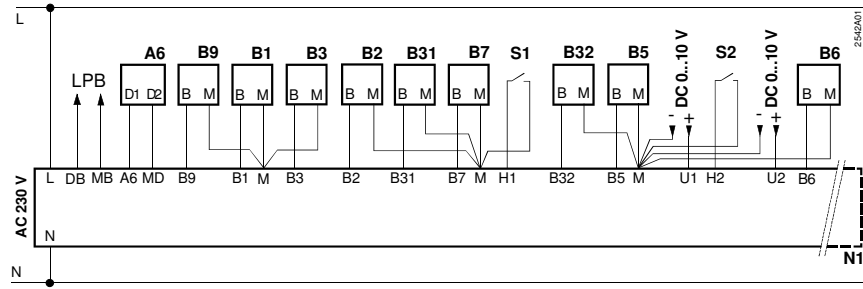 L
2542A01
A6 B9 B1 B3 B2 B31 B7 S1 B32 B5 DC 0...10 V S2 DC 0...10 V B6
LPB
D1 D2 B M B M B M B M B M B M B M B M B M
- + - +
AC 230 V
L DB MB A6 MD B9 B1 M B3 B2 B31 B7 M H1 B32 B5 M U1 H2 U2 B6
N
N1
N